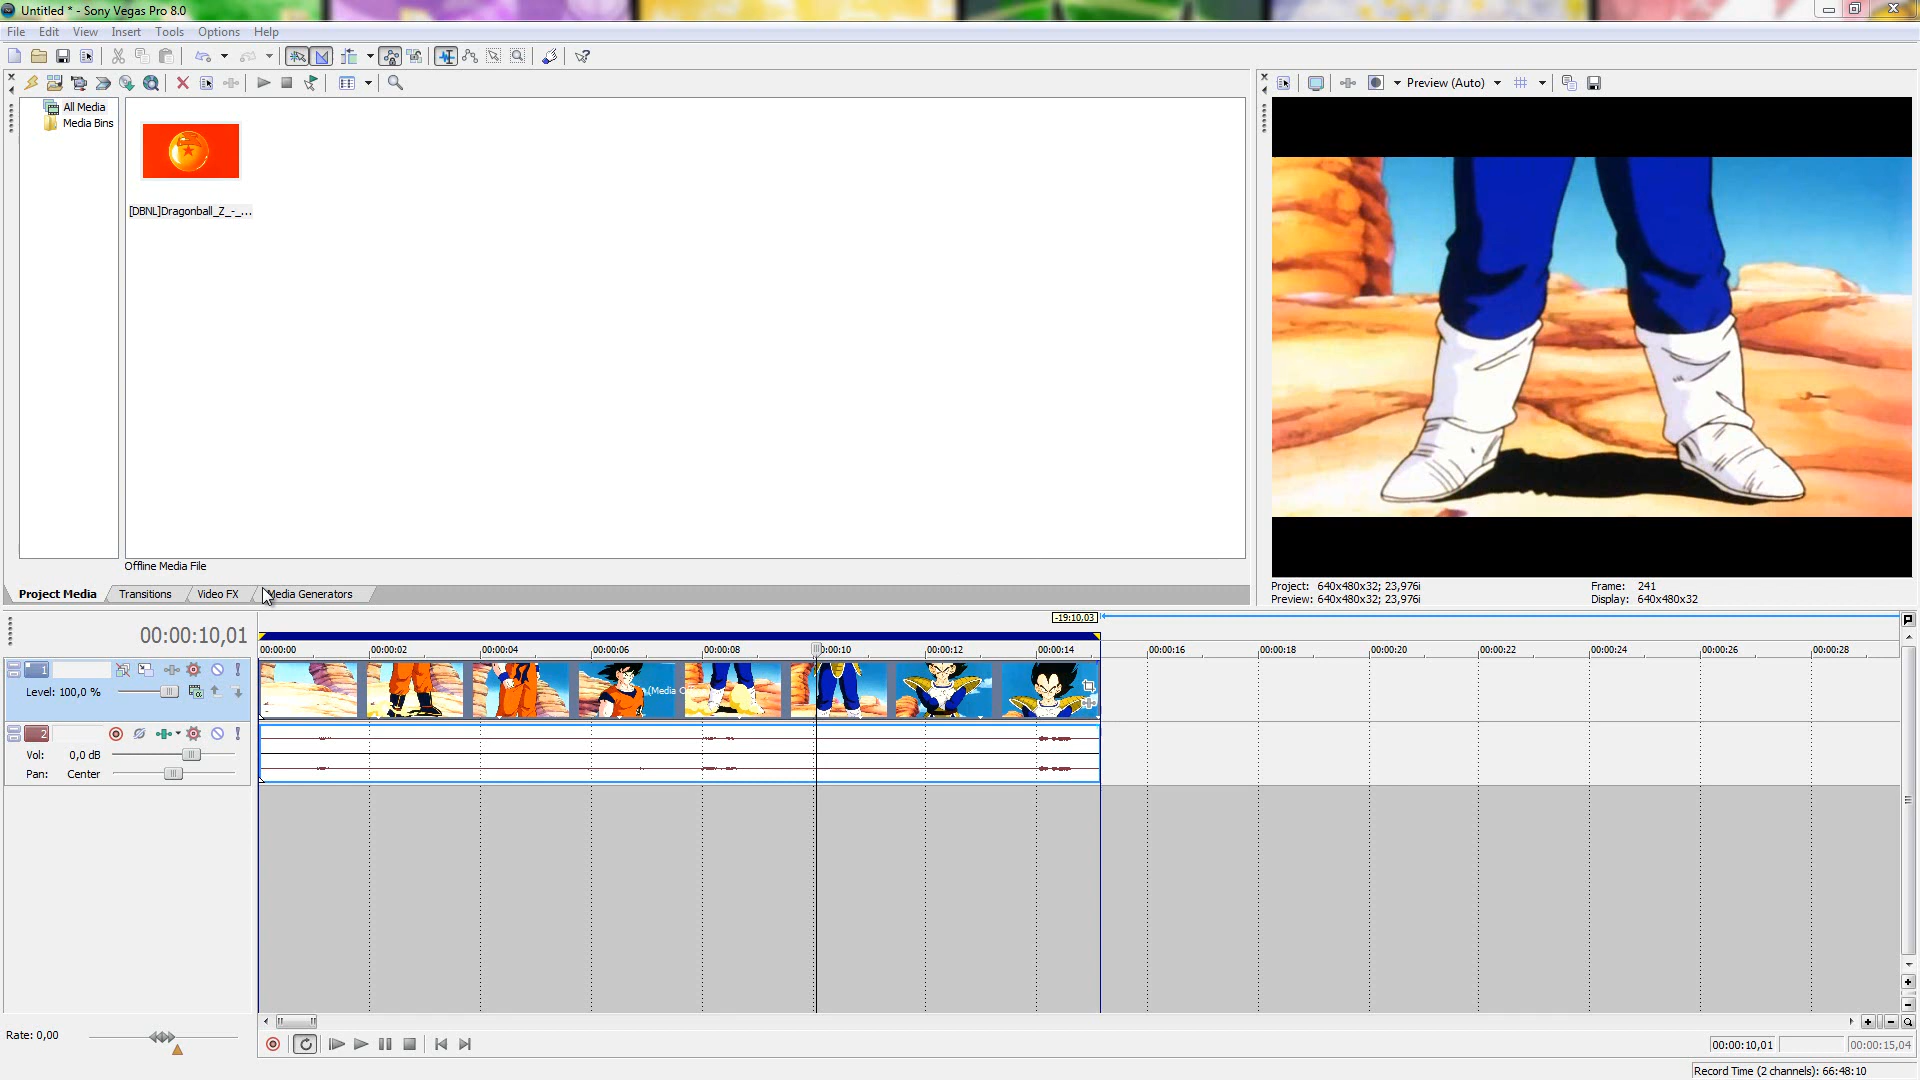 Untitled * - Sony Vegas Pro 8.0
File Edit View Insert Tools Options Help
Preview (Auto)
All Media
Media Bins
[DBNL]Dragonball_Z_-_...
Offline Media File
Project Media Transitions Video FX Media Generators
Project: 640x480x32; 23,976i Frame: 241
Preview: 640x480x32; 23,976i Display: 640x480x32
-19:10,03
00:00:10,01
00:00:00 00:00:02 00:00:04 00:00:06 00:00:08 0:00:10 00:00:12 00:00:14 00:00:16 00:00:18 00:00:20 00:00:22 00:00:24 00:00:26 00:00:28
1
Level: 100,0 %
(Media O
2
Vol: 0,0 dB
Pan: Center
Rate: 0,00
00:00:10,01 00:00:15,04
Record Time (2 channels): 66:48:10